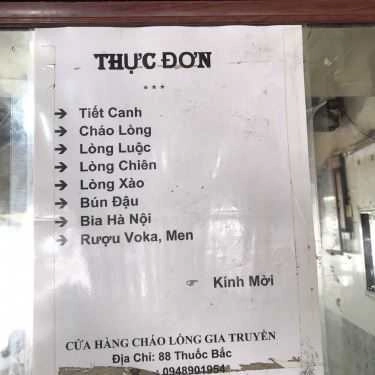 THỰC ĐƠN
***
→ Tiết Canh
→ Cháo Lòng
→ Lòng Luộc
→ Lòng Chiên
→ Lòng Xào
→ Bún Đậu
→ Bia Hà Nội
→ Rượu Voka, Men
☞ Kính Mời
CỬA HÀNG CHÁO LÒNG GIA TRUYỀN
Địa Chỉ: 88 Thuốc Bắc
: 0948901954